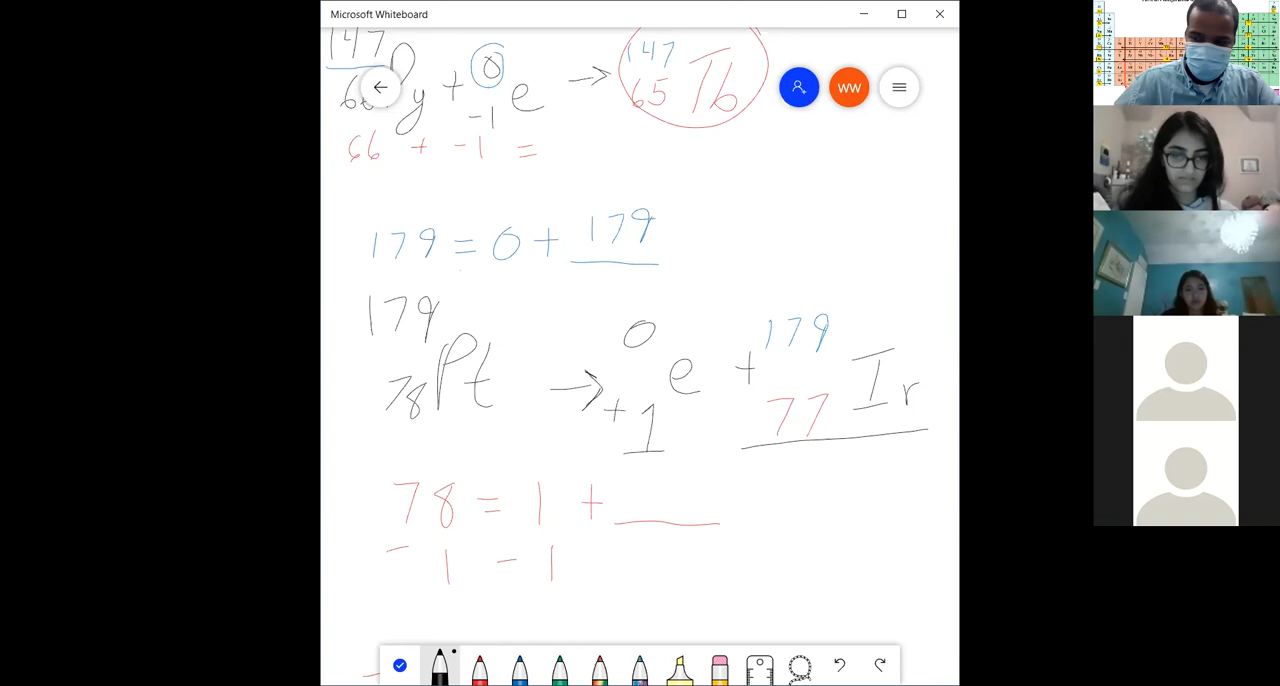 Microsoft Whiteboard
147
0
147
66 Dy + -1 e → 65 Tb
66 + -1 =
WW
179 = 0 + 179
179
0
179
78 Pt → +1 e + 77 Ir
78 = 1 + ____
- 1 - 1